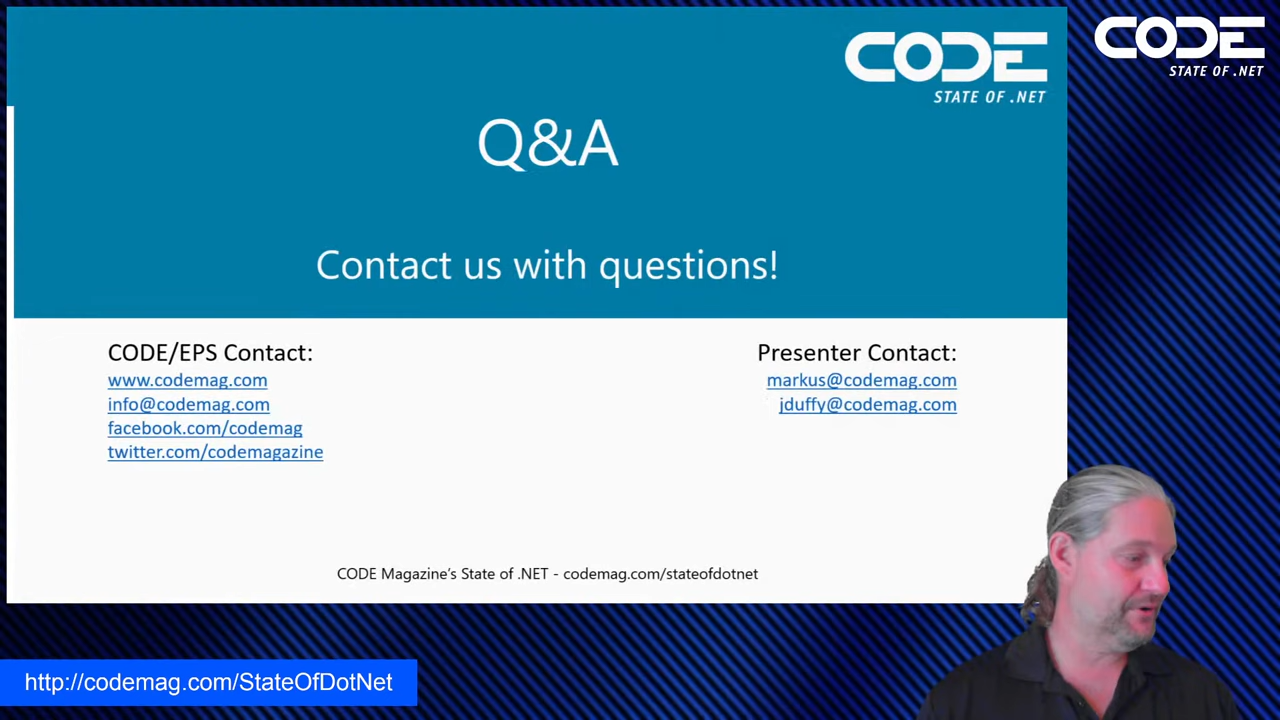 CODE
STATE OF .NET
CODE
STATE OF .NET
Q&A
Contact us with questions!
CODE/EPS Contact:
www.codemag.com
info@codemag.com
facebook.com/codemag
twitter.com/codemagazine
Presenter Contact:
markus@codemag.com
jduffy@codemag.com
CODE Magazine's State of .NET - codemag.com/stateofdotnet
http://codemag.com/StateOfDotNet